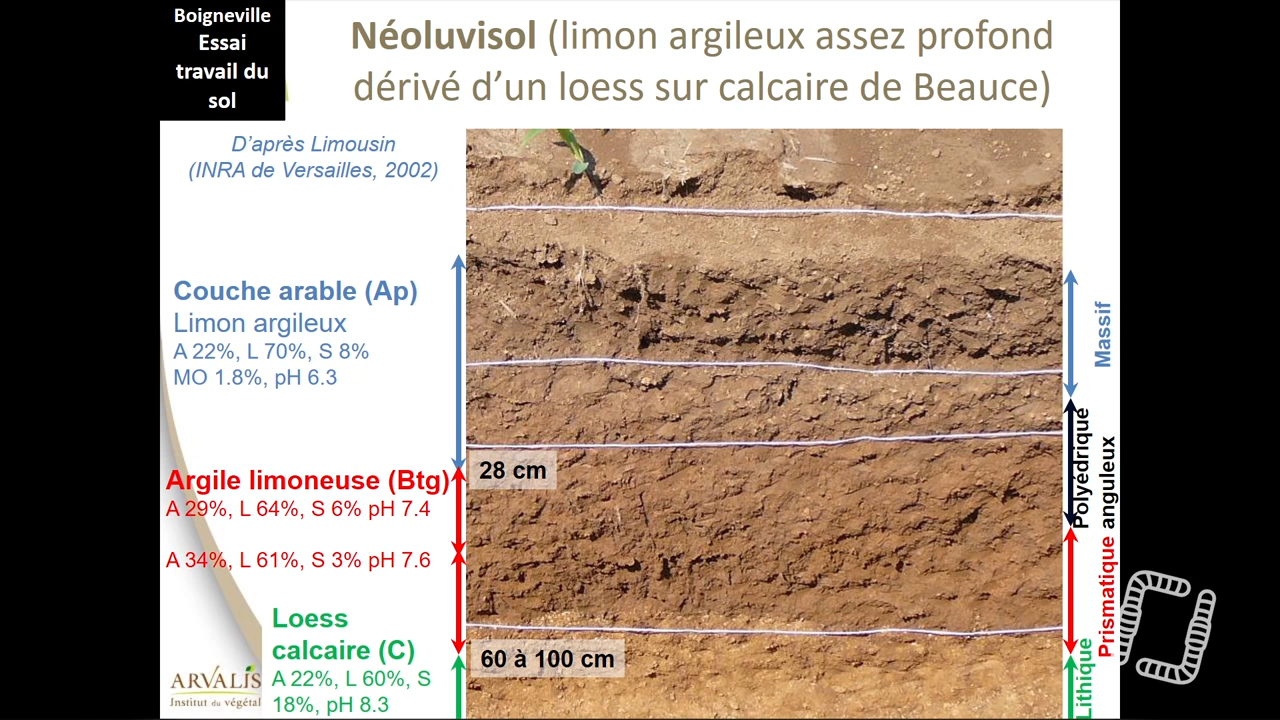 Boigneville
Essai
travail du
sol
Néoluvisol (limon argileux assez profond
dérivé d’un loess sur calcaire de Beauce)
D’après Limousin
(INRA de Versailles, 2002)
Couche arable (Ap)
Limon argileux
A 22%, L 70%, S 8%
MO 1.8%, pH 6.3
Argile limoneuse (Btg)
A 29%, L 64%, S 6% pH 7.4
A 34%, L 61%, S 3% pH 7.6
Loess
calcaire (C)
A 22%, L 60%, S
18%, pH 8.3
28 cm
60 à 100 cm
Massif
Polyédrique
anguleux
Prismatique
Lithique
ARVALIS
Institut du végétal